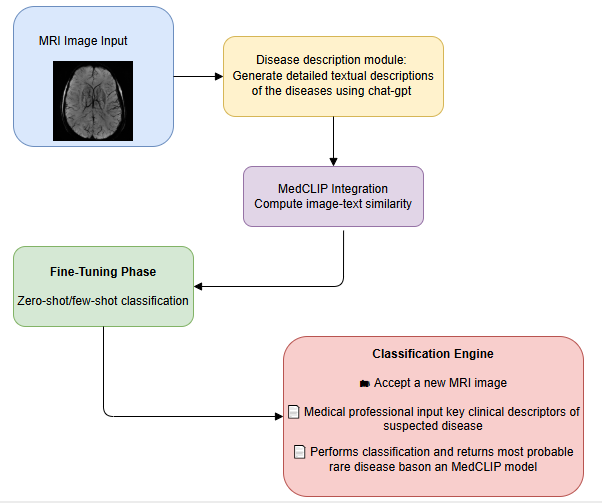 MRI Image Input
Disease description module:
Generate detailed textual descriptions
of the diseases using chat-gpt
MedCLIP Integration
Compute image-text similarity
Fine-Tuning Phase
Zero-shot/few-shot classification
Classification Engine
Accept a new MRI image
Medical professional input key clinical descriptors of
suspected disease
Performs classification and returns most probable
rare disease bason an MedCLIP model